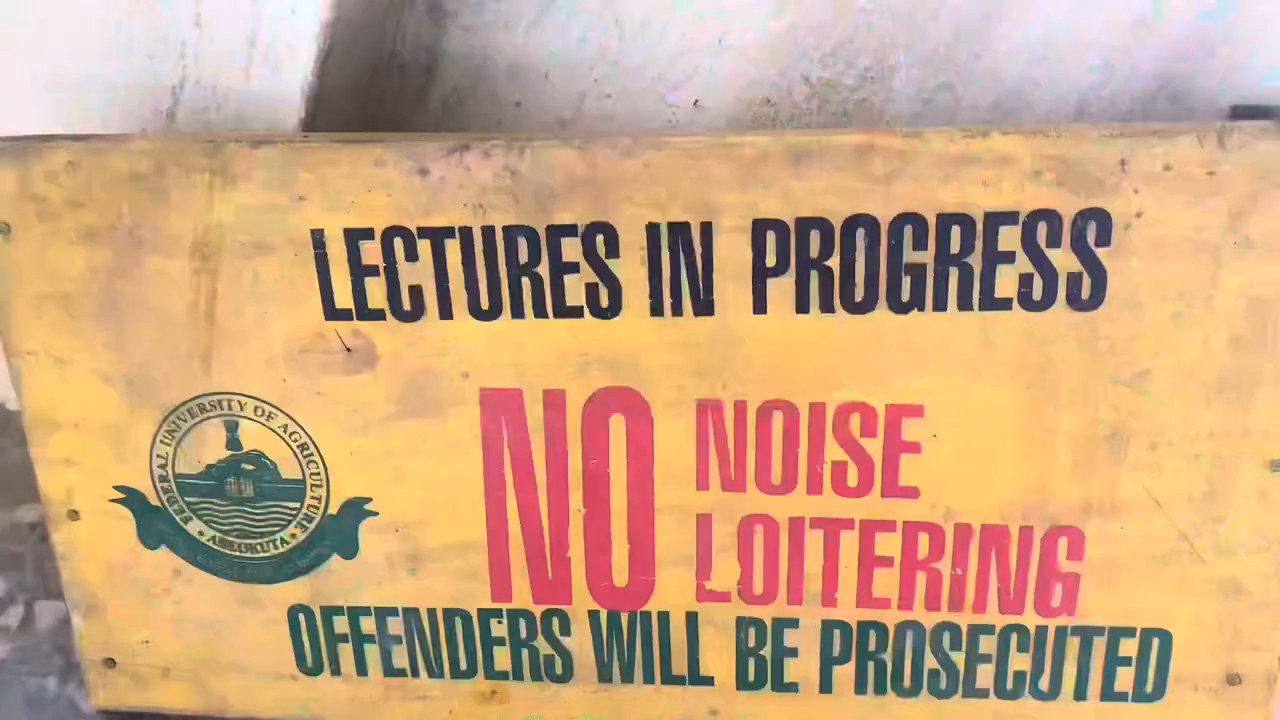 LECTURES IN PROGRESS
NO NOISE
LOITERING
FEDERAL UNIVERSITY OF AGRICULTURE
• ABEOKUTA •
OFFENDERS WILL BE PROSECUTED